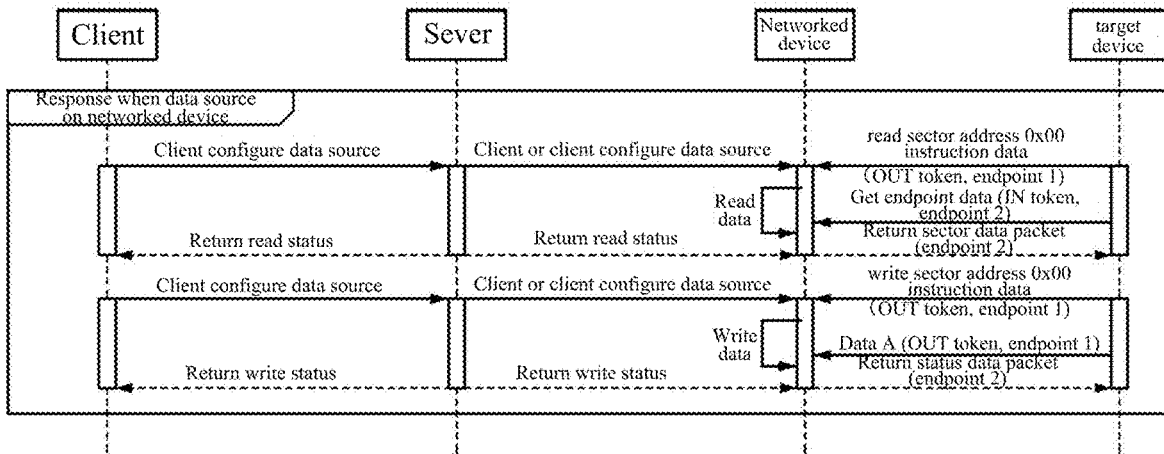 Client
Sever
Networked
device
target
device
Response when data source
on networked device
Client configure data source
Client or client configure data source
read sector address 0x00
instruction data
(OUT token, endpoint 1)
Read
data
Get endpoint data (IN token,
endpoint 2)
Return read status
Return read status
Return sector data packet
(endpoint 2)
Client configure data source
Client or client configure data source
write sector address 0x00
instruction data
(OUT token, endpoint 1)
Write
data
Data A (OUT token, endpoint 1)
Return write status
Return write status
Return status data packet
(endpoint 2)